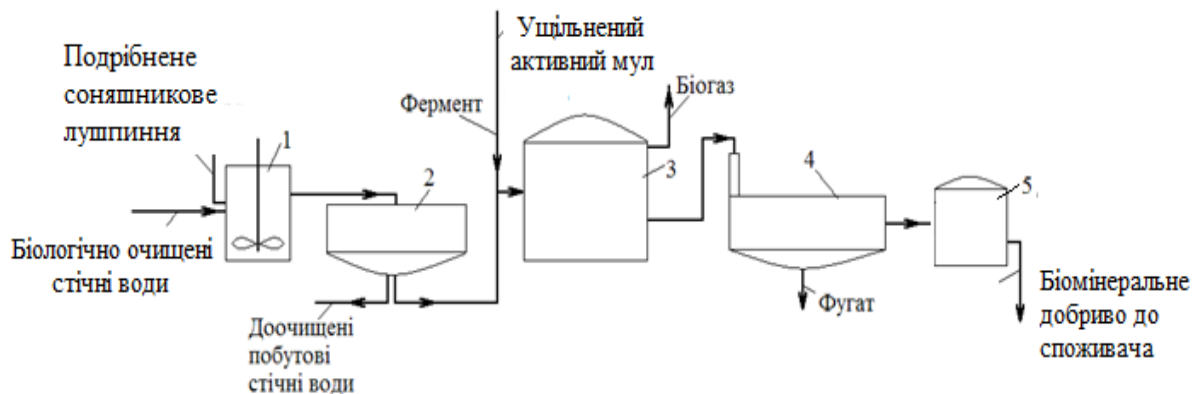 Подрібнене
соняшникове
лушпиння
1
Біологічно очищені
стічні води
2
Доочищені
побутові
стічні води
Фермент
Ущільнений
активний мул
Біогаз
3
4
Фугат
5
Біомінеральне
добриво до
споживача